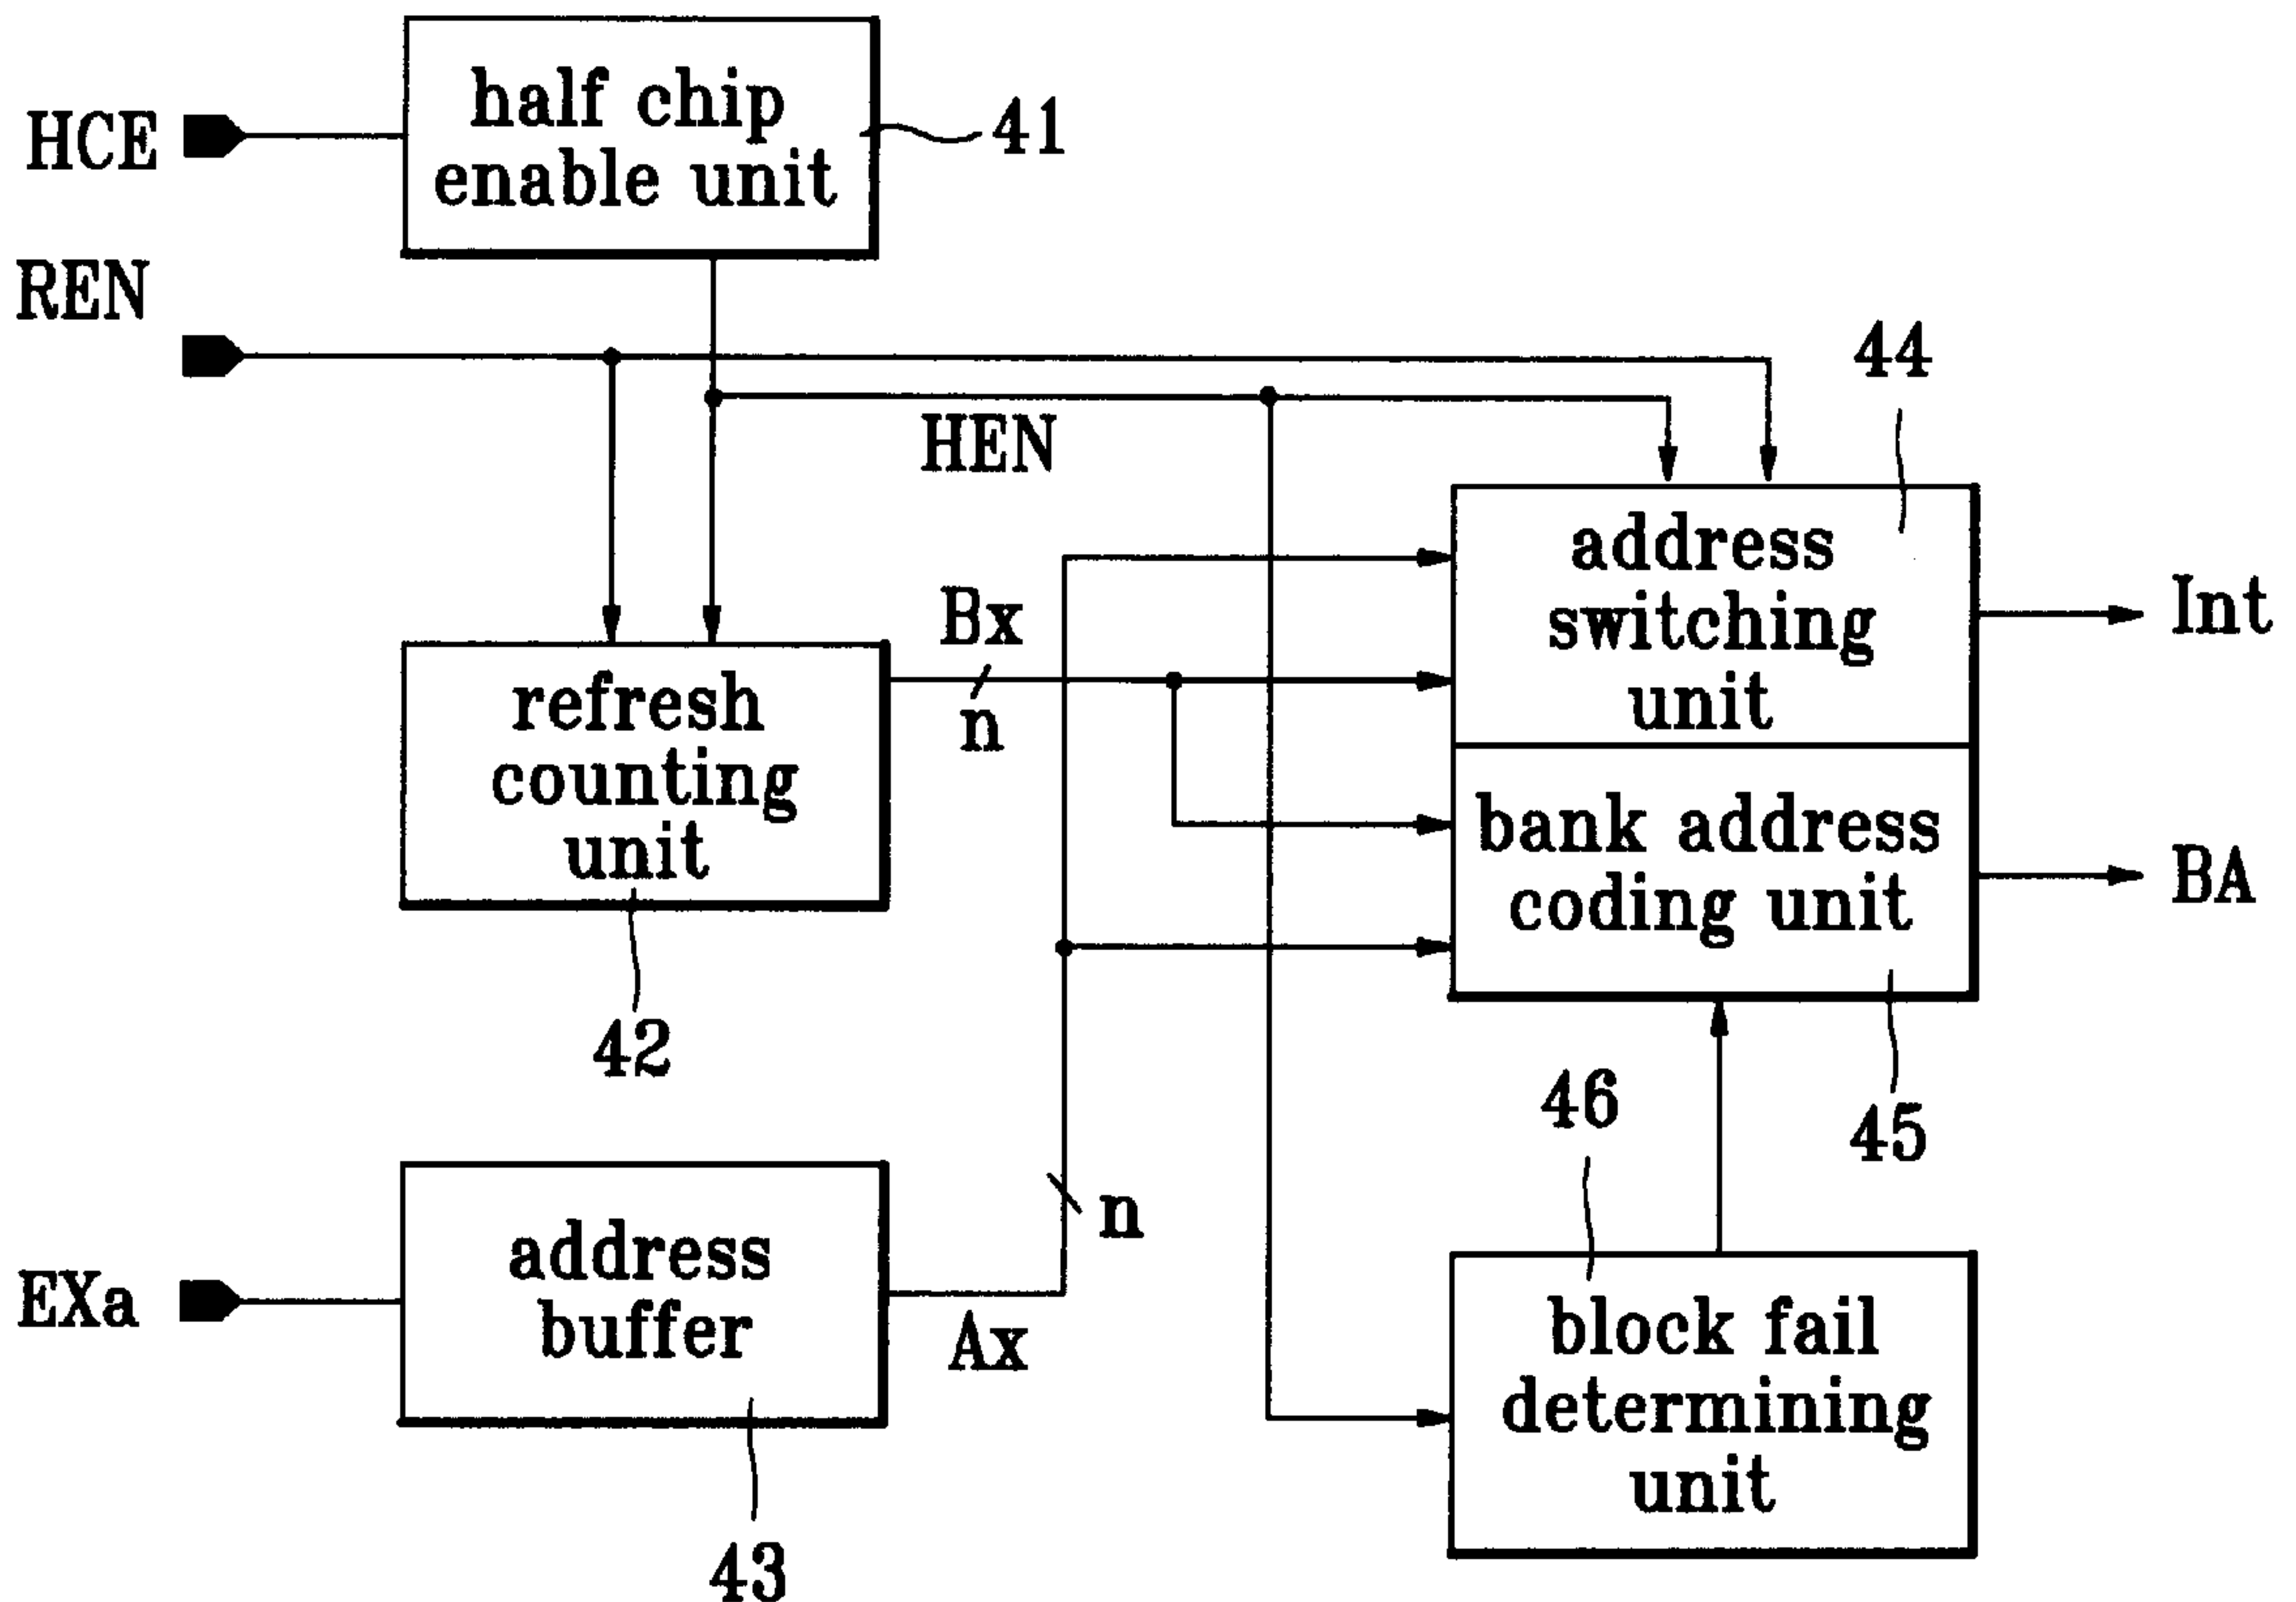 HCE
half chip
enable unit
41
REN
HEN
44
address
switching
unit
Int
Bx
n
refresh
counting
unit
42
bank address
coding unit
BA
45
46
n
EXa
address
buffer
Ax
43
block fail
determining
unit